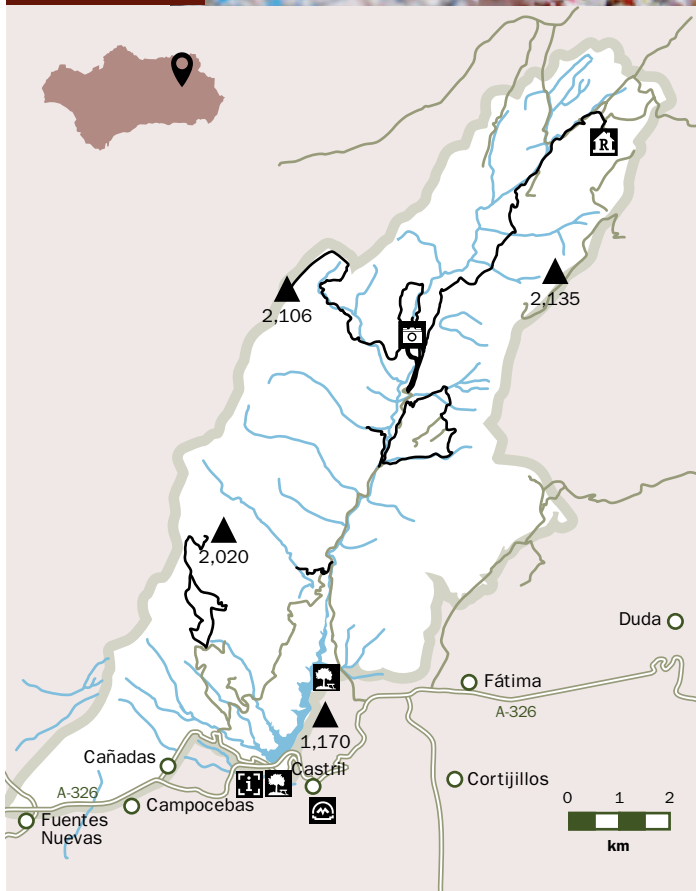 R
2,135
2,106
2,020
Duda
Fátima
A-326
1,170
Castril
Cañadas
i
Cortijillos
A-326
Campocebas
Fuentes
Nuevas
0 1 2
km